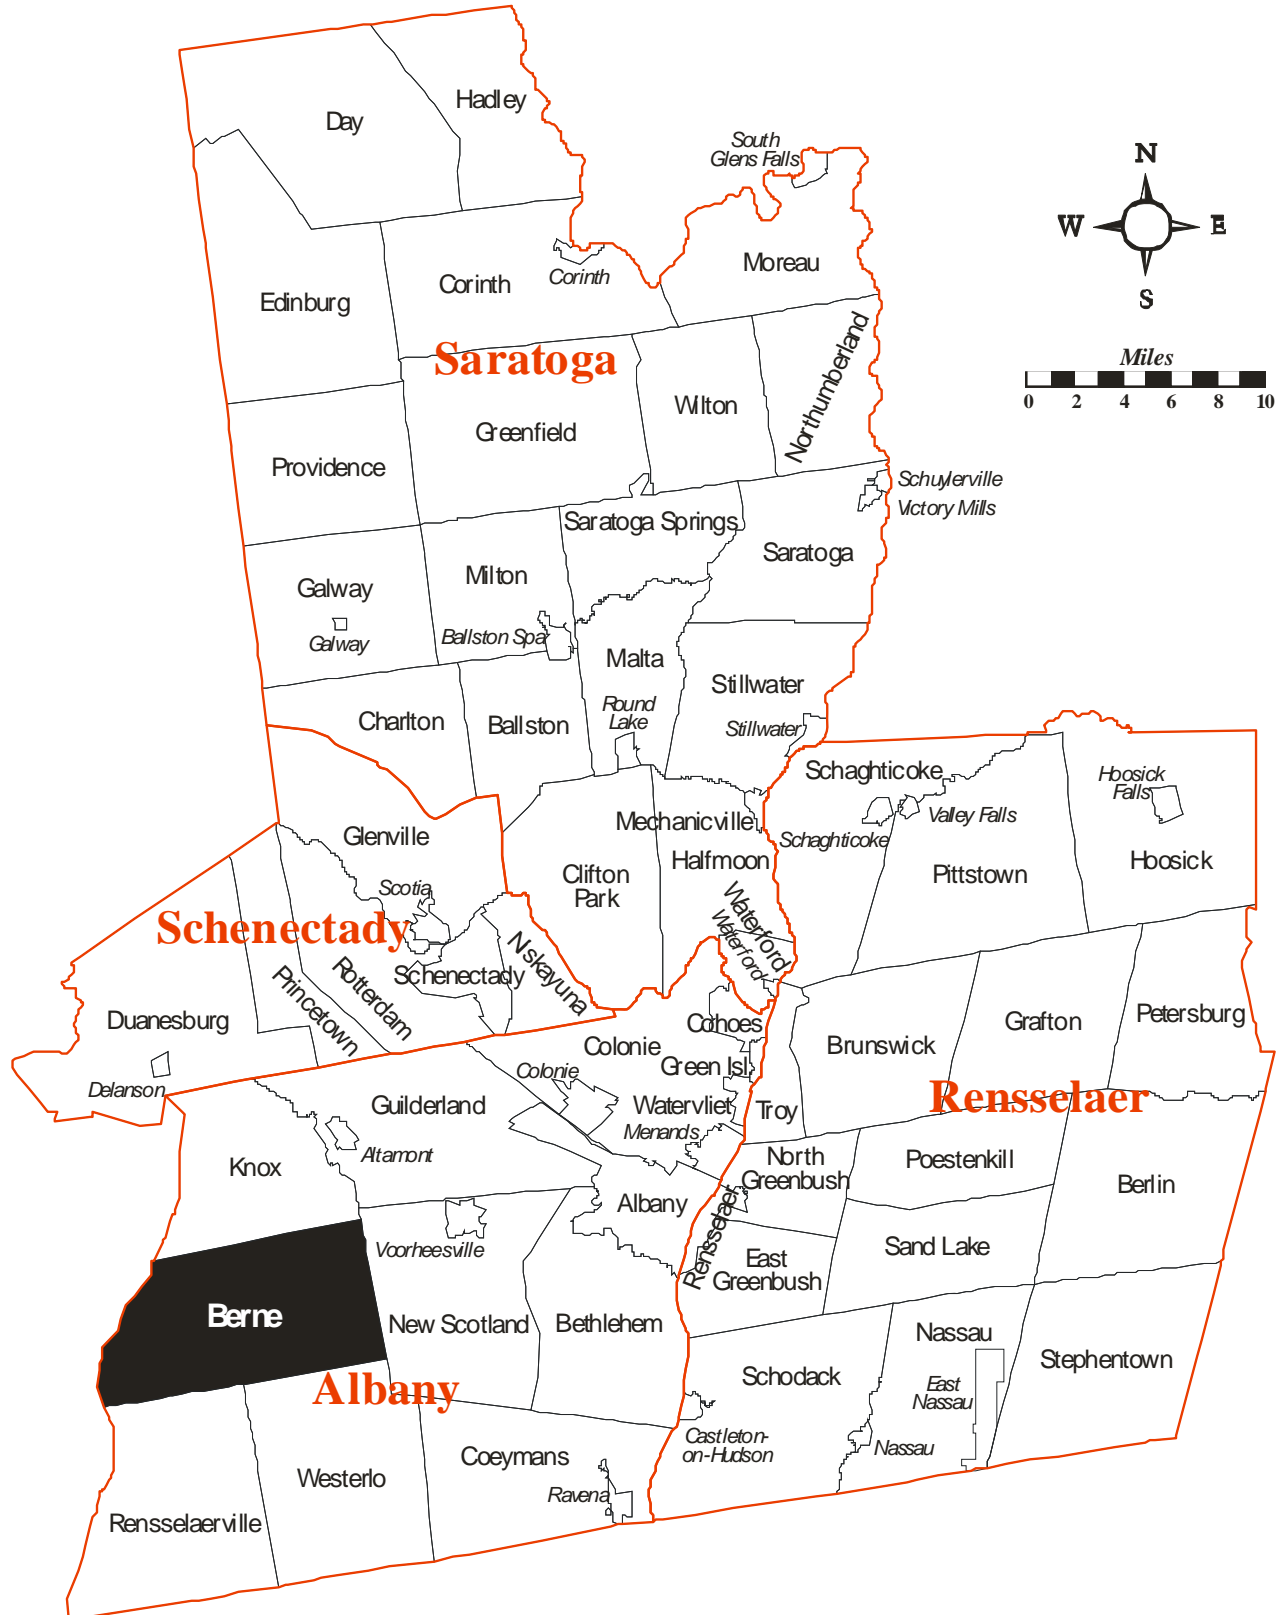 Hadley
Day
South
Glens Falls
N
W
E
S
Moreau
Corinth
Corinth
Edinburg
Saratoga
Miles
0 2 4 6 8 10
Northumberland
Wilton
Greenfield
Providence
Schuylerville
Victory Mills
Saratoga Springs
Saratoga
Milton
Galway
Galway
Ballston Spa
Malta
Stillwater
Round
Lake
Charlton
Ballston
Stillwater
Schaghticoke
Hoosick
Falls
Valley Falls
Schaghticoke
Mechanicville
Glenville
Halfmoon
Clifton
Park
Pittstown
Hoosick
Scotia
Waterford
Waterford
Schenectady
Schenectady
Niskayuna
Rotterdam
Princetown
Duanesburg
Delanson
Cohoes
Colonie
Green Isl.
Colonie
Watervliet
Menands
Troy
Brunswick
Grafton
Petersburg
Rensselaer
Guilderland
Altamont
Knox
North
Greenbush
Poestenkill
Berlin
Albany
Rensselaer
Voorheesville
Sand Lake
East
Greenbush
Berne
New Scotland
Bethlehem
Nassau
Stephentown
Schodack
East
Nassau
Albany
Castleton-
on-Hudson
Nassau
Coeymans
Westerlo
Ravena
Rensselaerville